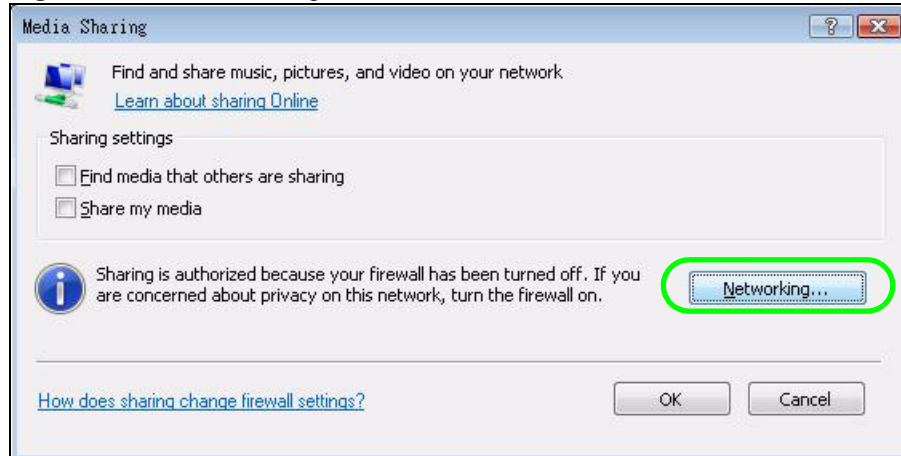 Media Sharing
Find and share music, pictures, and video on your network
Learn about sharing Online
Sharing settings
Find media that others are sharing
Share my media
Sharing is authorized because your firewall has been turned off. If you
are concerned about privacy on this network, turn the firewall on.
Networking...
How does sharing change firewall settings?
OK
Cancel